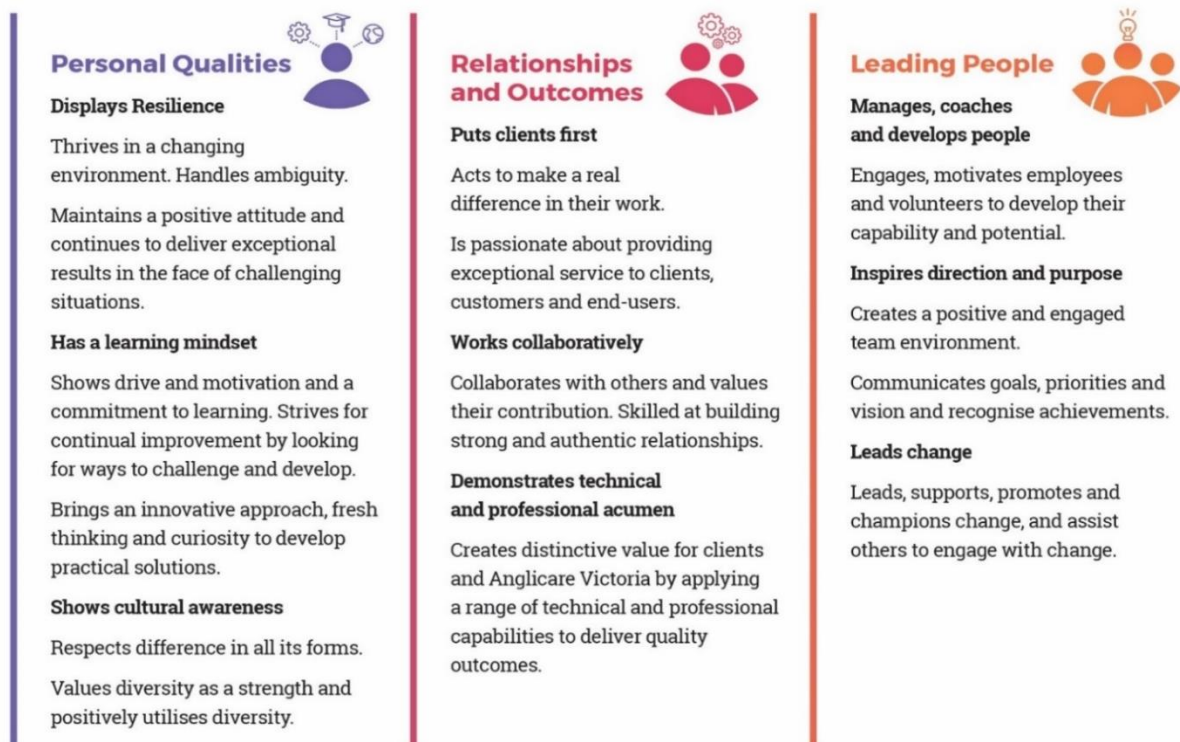 Personal Qualities
Displays Resilience
Thrives in a changing
environment. Handles ambiguity.
Maintains a positive attitude and
continues to deliver exceptional
results in the face of challenging
situations.
Has a learning mindset
Shows drive and motivation and a
commitment to learning. Strives for
continual improvement by looking
for ways to challenge and develop.
Brings an innovative approach, fresh
thinking and curiosity to develop
practical solutions.
Shows cultural awareness
Respects difference in all its forms.
Values diversity as a strength and
positively utilises diversity.
Relationships
and Outcomes
Puts clients first
Acts to make a real
difference in their work.
Is passionate about providing
exceptional service to clients,
customers and end-users.
Works collaboratively
Collaborates with others and values
their contribution. Skilled at building
strong and authentic relationships.
Demonstrates technical
and professional acumen
Creates distinctive value for clients
and Anglicare Victoria by applying
a range of technical and professional
capabilities to deliver quality
outcomes.
Leading People
Manages, coaches
and develops people
Engages, motivates employees
and volunteers to develop their
capability and potential.
Inspires direction and purpose
Creates a positive and engaged
team environment.
Communicates goals, priorities and
vision and recognise achievements.
Leads change
Leads, supports, promotes and
champions change, and assist
others to engage with change.